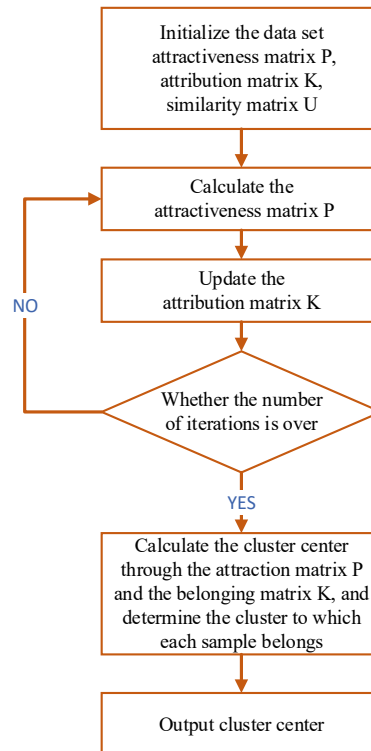 Initialize the data set
attractiveness matrix P,
attribution matrix K,
similarity matrix U
Calculate the
attractiveness matrix P
Update the
attribution matrix K
NO
Whether the number
of iterations is over
YES
Calculate the cluster center
through the attraction matrix P
and the belonging matrix K, and
determine the cluster to which
each sample belongs
Output cluster center